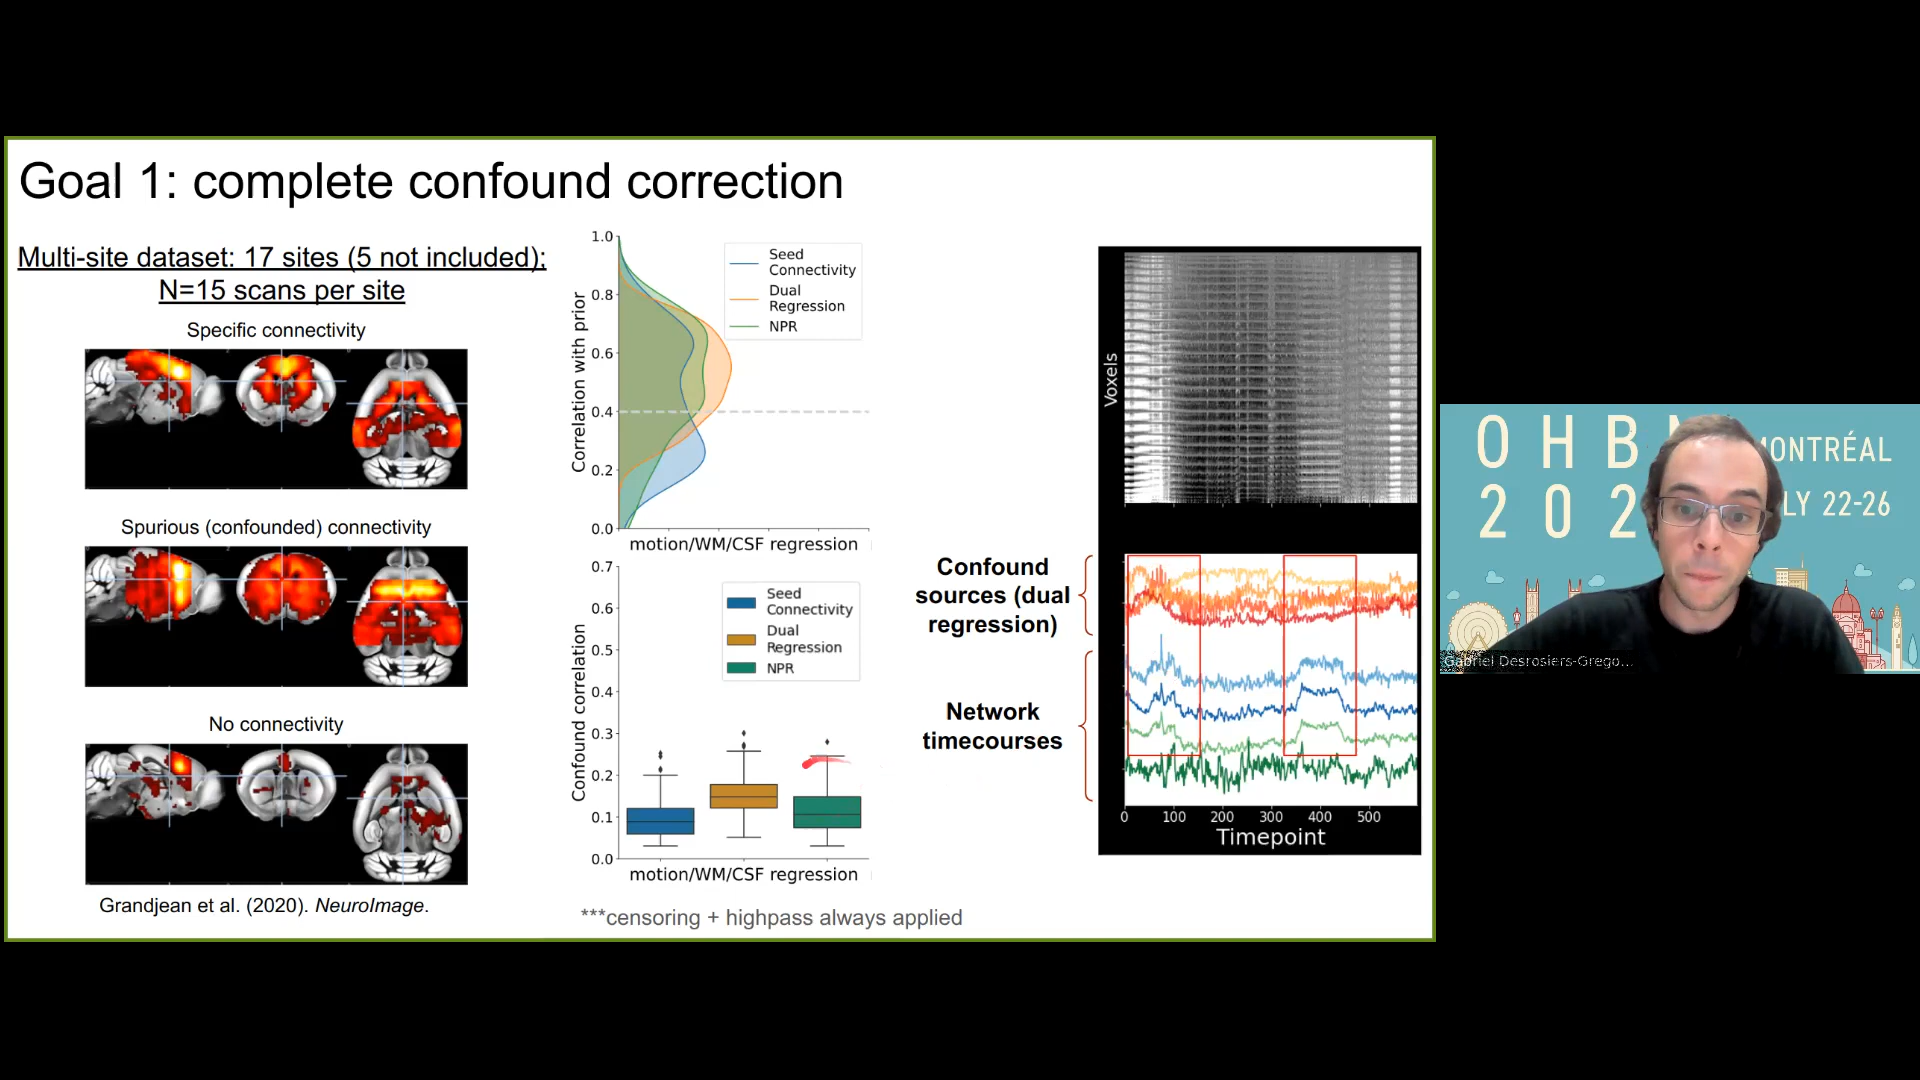 Goal 1: complete confound correction
Multi-site dataset: 17 sites (5 not included);
N=15 scans per site
Specific connectivity
Spurious (confounded) connectivity
No connectivity
Grandjean et al. (2020). NeuroImage.
1.0
0.8
0.6
0.4
0.2
0.0
Correlation with prior
Seed
Connectivity
Dual
Regression
NPR
motion/WM/CSF regression
0.7
0.6
0.5
0.4
0.3
0.2
0.1
0.0
Confound correlation
Seed
Connectivity
Dual
Regression
NPR
motion/WM/CSF regression
***censoring + highpass always applied
Confound
sources (dual
regression)
Network
timecourses
Voxels
0 100 200 300 400 500
Timepoint
OHB MONTRÉAL
202 LY 22-26
Gabriel Desrosiers-Grego...